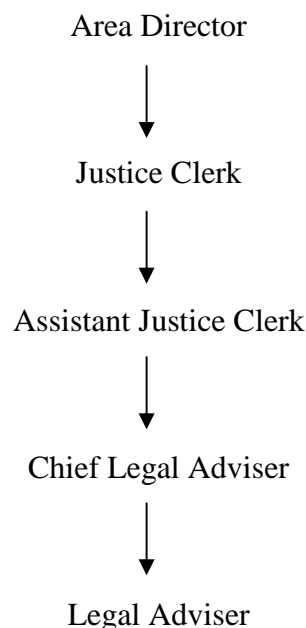 Area Director
Justice Clerk
Assistant Justice Clerk
Chief Legal Adviser
Legal Adviser